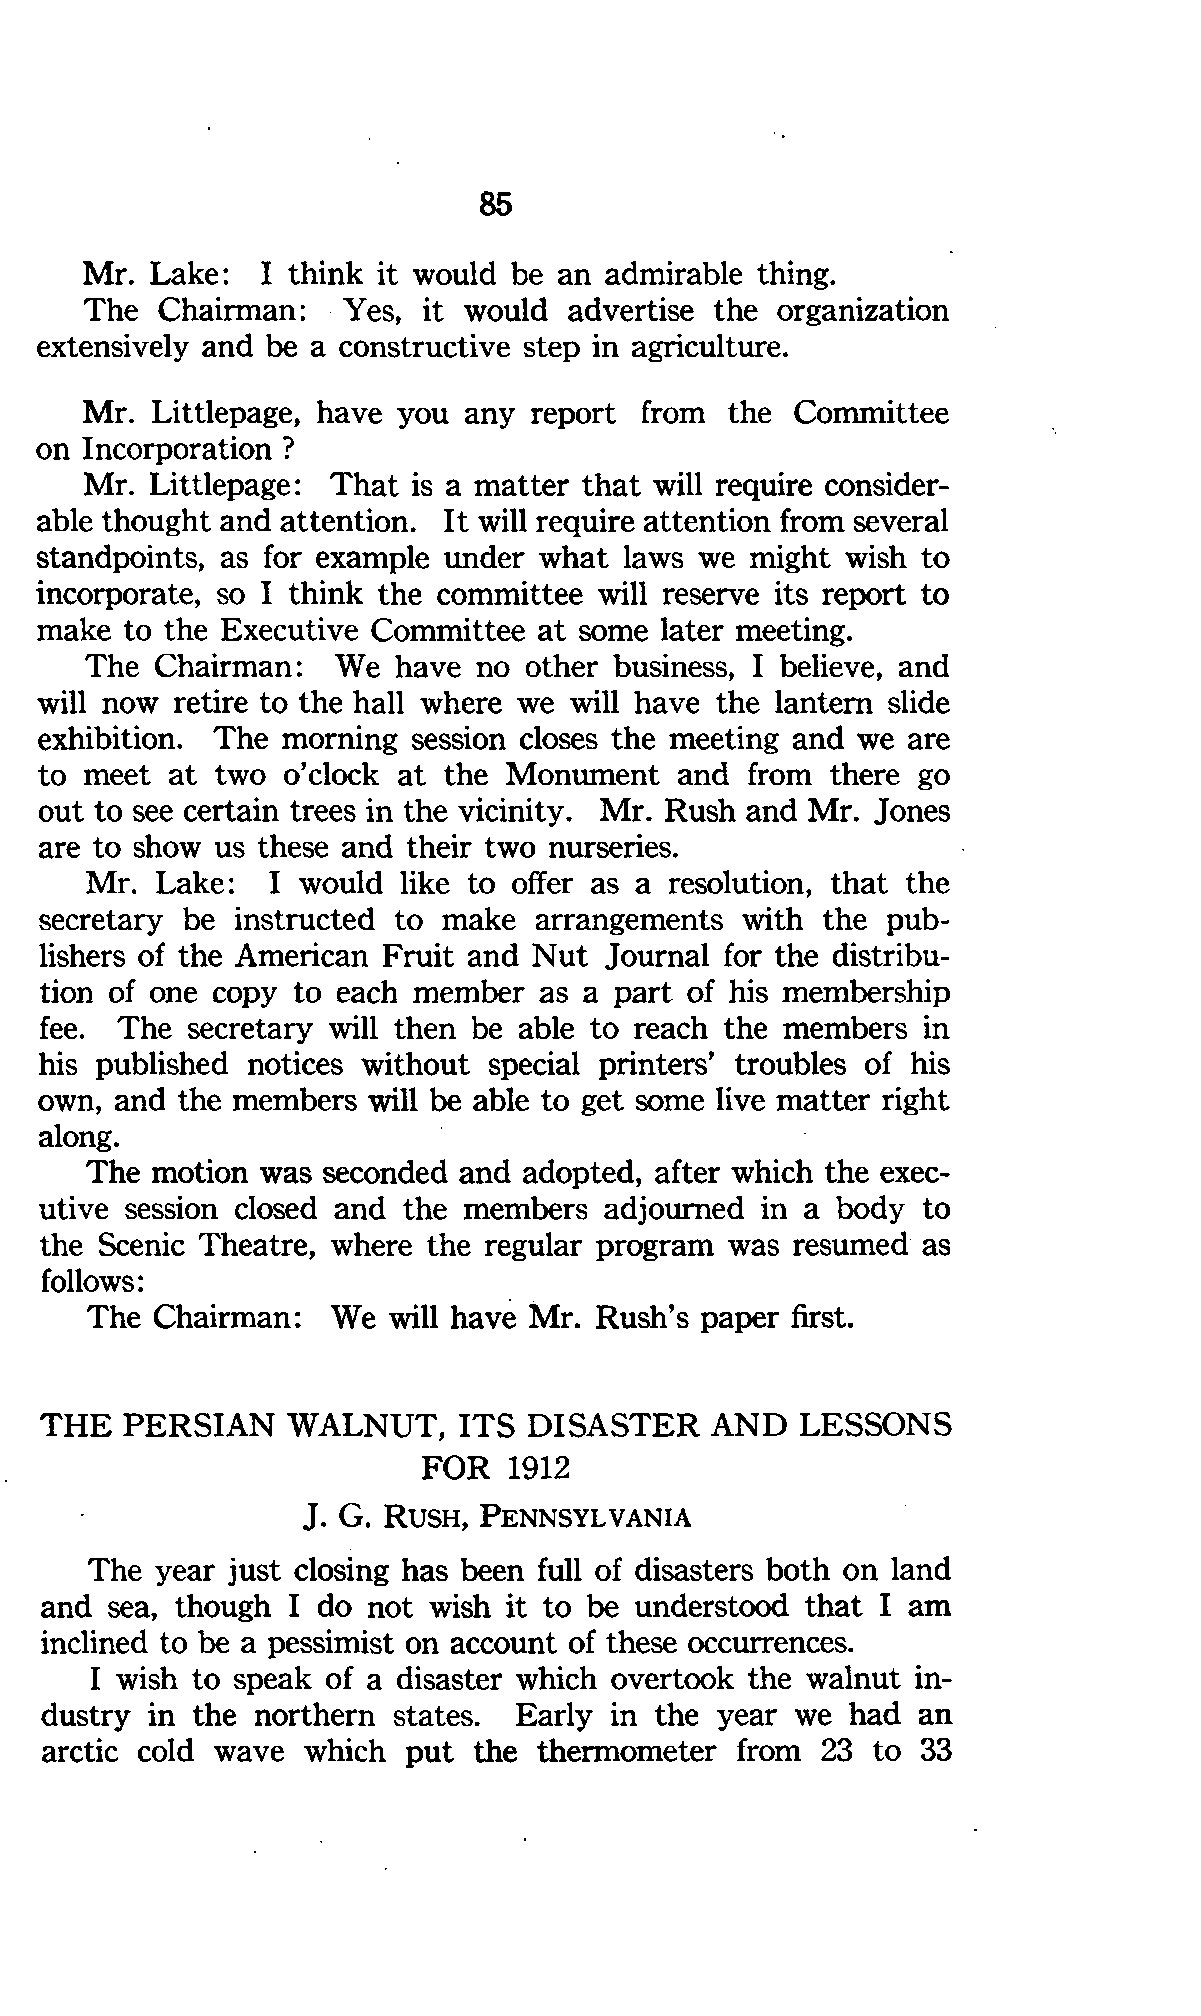 85
Mr. Lake: I think it would be an admirable thing.
The Chairman: Yes, it would advertise the organization
extensively and be a constructive step in agriculture.
Mr. Littlepage, have you any report from the Committee
on Incorporation ?
Mr. Littlepage: That is a matter that will require consider-
able thought and attention. It will require attention from several
standpoints, as for example under what laws we might wish to
incorporate, so I think the committee will reserve its report to
make to the Executive Committee at some later meeting.
The Chairman: We have no other business, I believe, and
will now retire to the hall where we will have the lantern slide
exhibition. The morning session closes the meeting and we are
to meet at two o'clock at the Monument and from there go
out to see certain trees in the vicinity. Mr. Rush and Mr. Jones
are to show us these and their two nurseries.
Mr. Lake: I would like to offer as a resolution, that the
secretary be instructed to make arrangements with the pub-
lishers of the American Fruit and Nut Journal for the distribu-
tion of one copy to each member as a part of his membership
fee. The secretary will then be able to reach the members in
his published notices without special printers' troubles of his
own, and the members will be able to get some live matter right
along.
The motion was seconded and adopted, after which the exec-
utive session closed and the members adjourned in a body to
the Scenic Theatre, where the regular program was resumed as
follows:
The Chairman: We will have Mr. Rush's paper first.
THE PERSIAN WALNUT, ITS DISASTER AND LESSONS
FOR 1912
J. G. RUSH, PENNSYLVANIA
The year just closing has been full of disasters both on land
and sea, though I do not wish it to be understood that I am
inclined to be a pessimist on account of these occurrences.
I wish to speak of a disaster which overtook the walnut in-
dustry in the northern states. Early in the year we had an
arctic cold wave which put the thermometer from 23 to 33